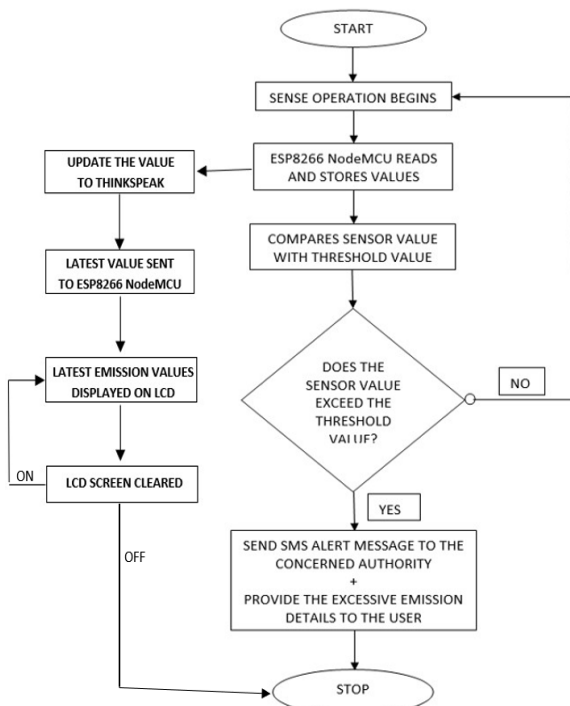 START
SENSE OPERATION BEGINS
ESP8266 NodeMCU READS
AND STORES VALUES
UPDATE THE VALUE
TO THINKSPEAK
COMPARES SENSOR VALUE
WITH THRESHOLD VALUE
LATEST VALUE SENT
TO ESP8266 NodeMCU
LATEST EMISSION VALUES
DISPLAYED ON LCD
DOES THE
SENSOR VALUE
EXCEED THE
THRESHOLD
VALUE?
NO
ON
LCD SCREEN CLEARED
YES
OFF
SEND SMS ALERT MESSAGE TO THE
CONCERNED AUTHORITY
+
PROVIDE THE EXCESSIVE EMISSION
DETAILS TO THE USER
STOP